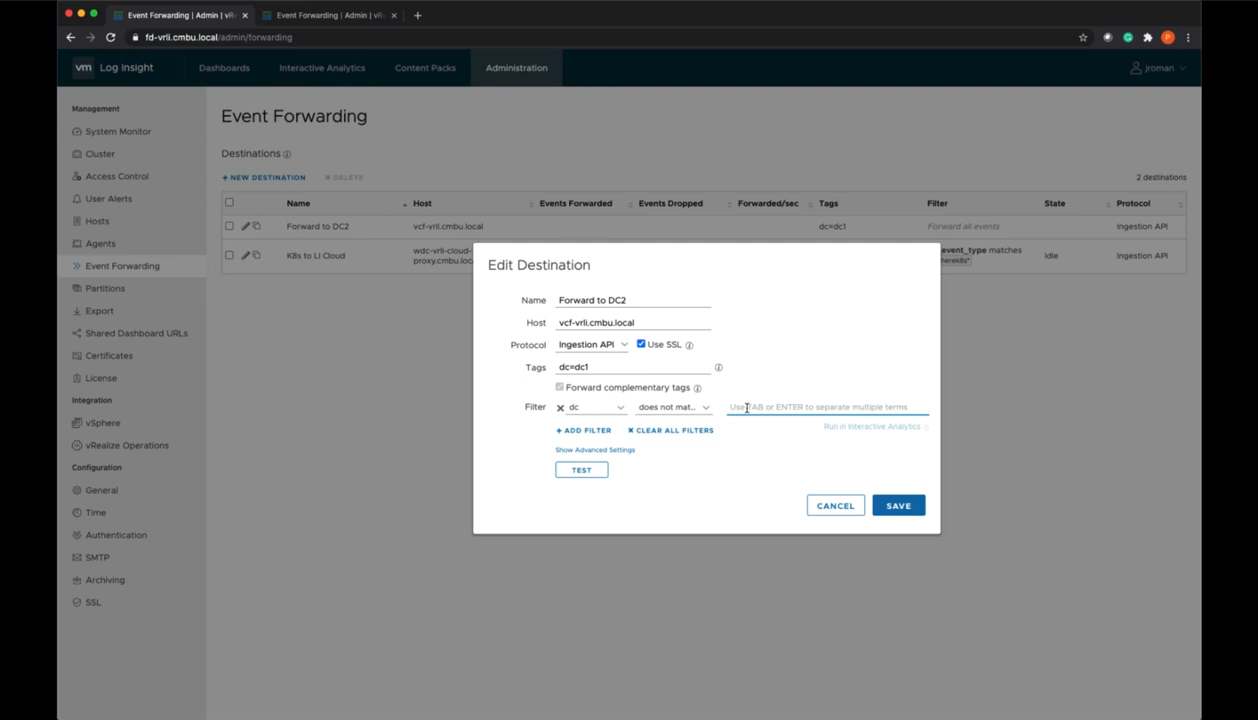 Event Forwarding | Admin | vRe
Event Forwarding | Admin | vRe
fd-vrli.cmbu.local/admin/forwarding
P
vm Log Insight
Dashboards
Interactive Analytics
Content Packs
Administration
jroman
Management
System Monitor
Cluster
Access Control
User Alerts
Hosts
Agents
Event Forwarding
Partitions
Export
Shared Dashboard URLs
Certificates
License
Integration
vSphere
vRealize Operations
Configuration
General
Time
Authentication
SMTP
Archiving
SSL
Event Forwarding
Destinations
+ NEW DESTINATION
× DELETE
2 destinations
Name Host Events Forwarded Events Dropped Forwarded/sec Tags Filter State Protocol
Forward to DC2 vcf-vrli.cmbu.local dc=dc1 Forward all events Ingestion API
K8s to LI Cloud wdc-vrli-cloud- event_type matches Idle Ingestion API
proxy.cmbu.loc
Edit Destination
Name Forward to DC2
Host vcf-vrli.cmbu.local
Protocol Ingestion API Use SSL
Tags dc=dc1
Forward complementary tags
Filter dc does not mat... Use TAB or ENTER to separate multiple terms
Run in Interactive Analytics
+ ADD FILTER × CLEAR ALL FILTERS
Show Advanced Settings
TEST
CANCEL SAVE